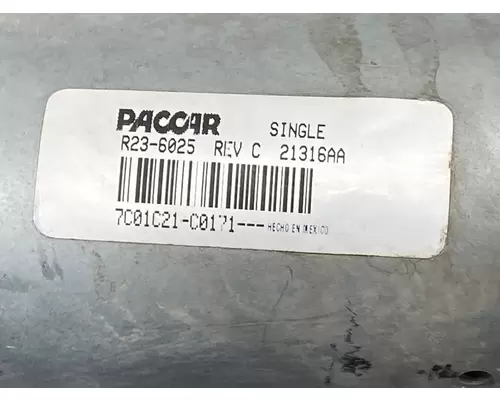 PACCAR SINGLE
R23-6025 REV C 21316AA
7C01C21-C0171--- HECHO EN MEXICO